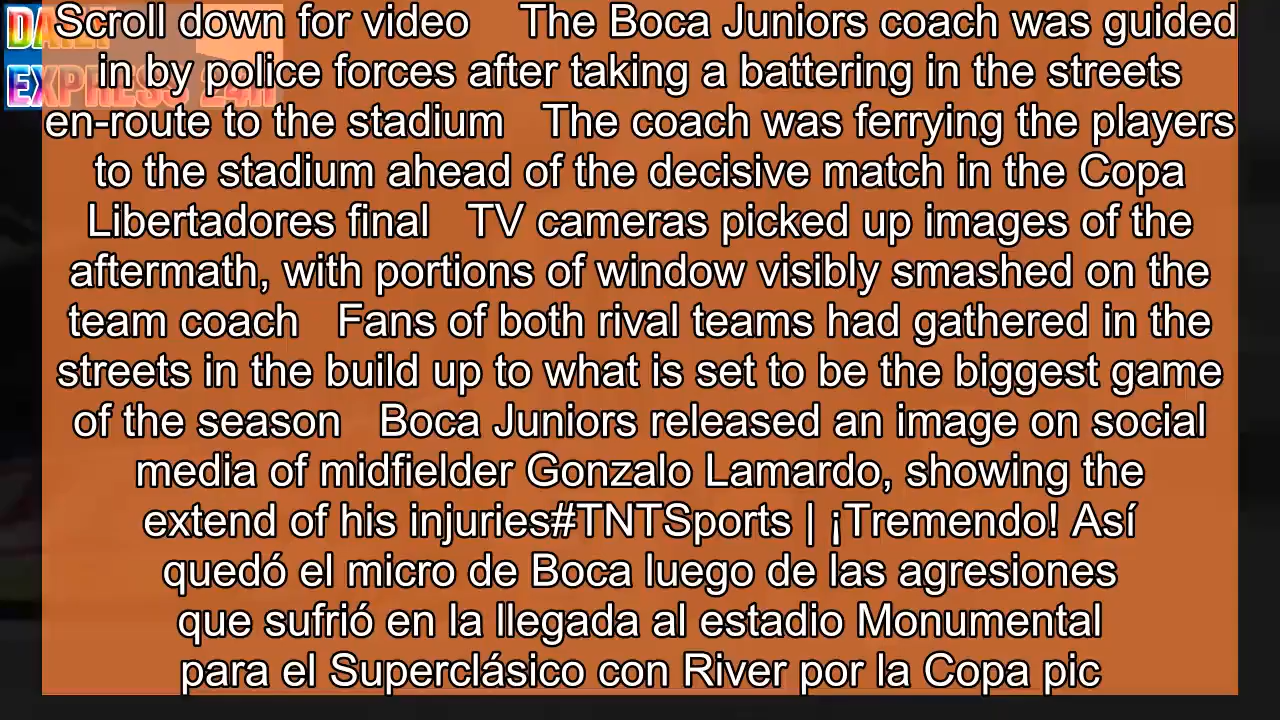 DAILY
EXPRESS 24H
Scroll down for video The Boca Juniors coach was guided
in by police forces after taking a battering in the streets
en-route to the stadium The coach was ferrying the players
to the stadium ahead of the decisive match in the Copa
Libertadores final TV cameras picked up images of the
aftermath, with portions of window visibly smashed on the
team coach Fans of both rival teams had gathered in the
streets in the build up to what is set to be the biggest game
of the season Boca Juniors released an image on social
media of midfielder Gonzalo Lamardo, showing the
extend of his injuries#TNTSports | ¡Tremendo! Así
quedó el micro de Boca luego de las agresiones
que sufrió en la llegada al estadio Monumental
para el Superclásico con River por la Copa pic